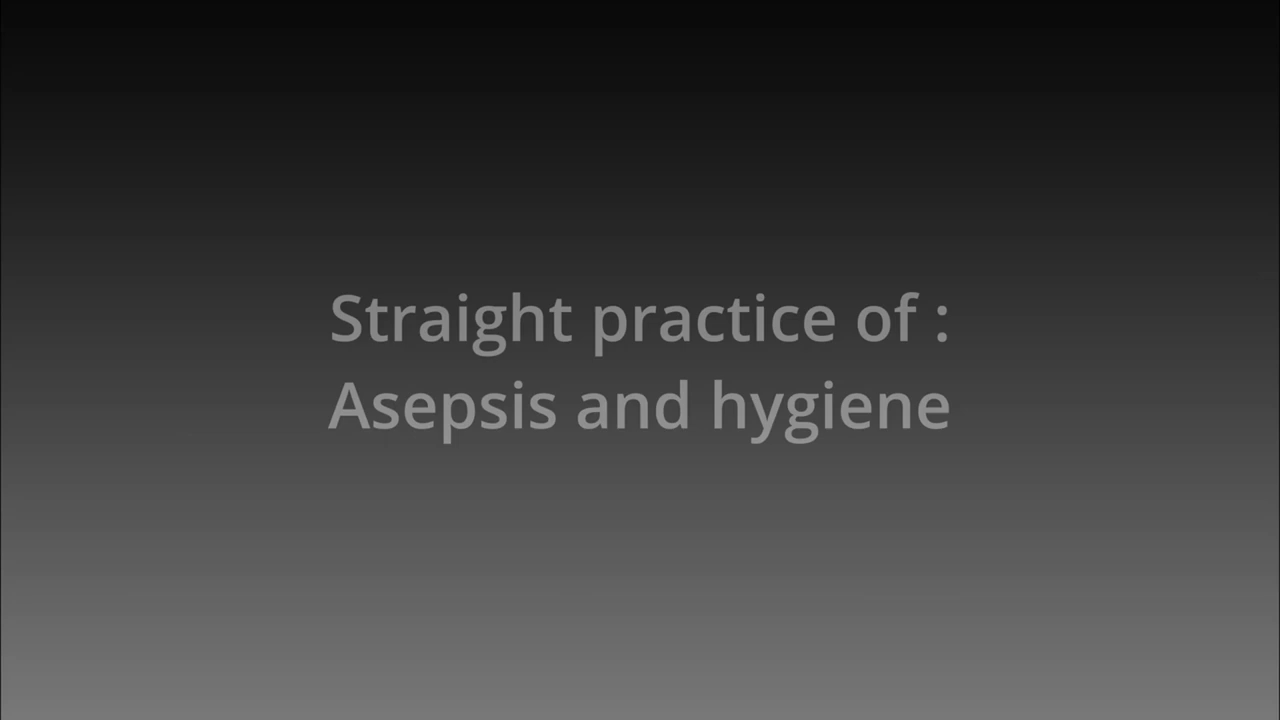 Straight practice of :
Asepsis and hygiene